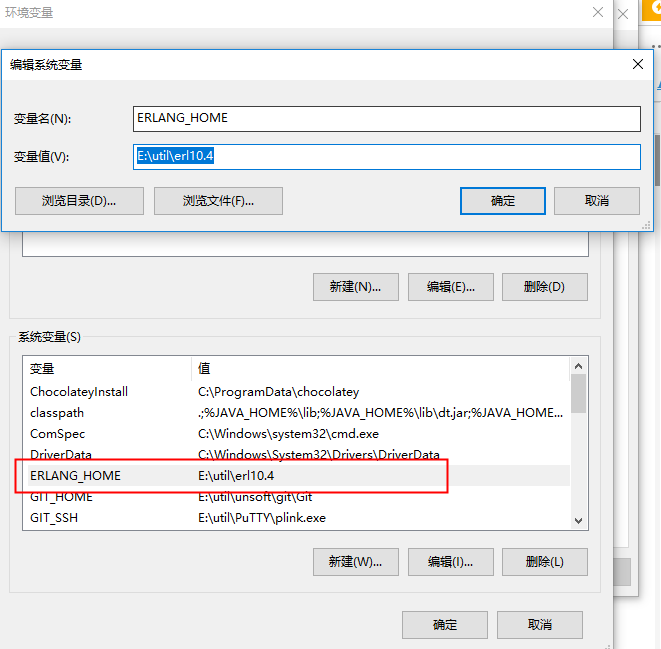 环境变量
编辑系统变量
变量名(N):
ERLANG_HOME
变量值(V):
E:\util\erl10.4
浏览目录(D)...
浏览文件(F)...
确定
取消
新建(N)...
编辑(E)...
删除(D)
系统变量(S)
变量 值
ChocolateyInstall C:\ProgramData\chocolatey
classpath .;%JAVA_HOME%\lib;%JAVA_HOME%\lib\dt.jar;%JAVA_HOME...
ComSpec C:\Windows\system32\cmd.exe
DriverData C:\Windows\System32\Drivers\DriverData
ERLANG_HOME E:\util\erl10.4
GIT_HOME E:\util\unsoft\git\Git
GIT_SSH E:\util\PuTTY\plink.exe
新建(W)...
编辑(I)...
删除(L)
确定
取消